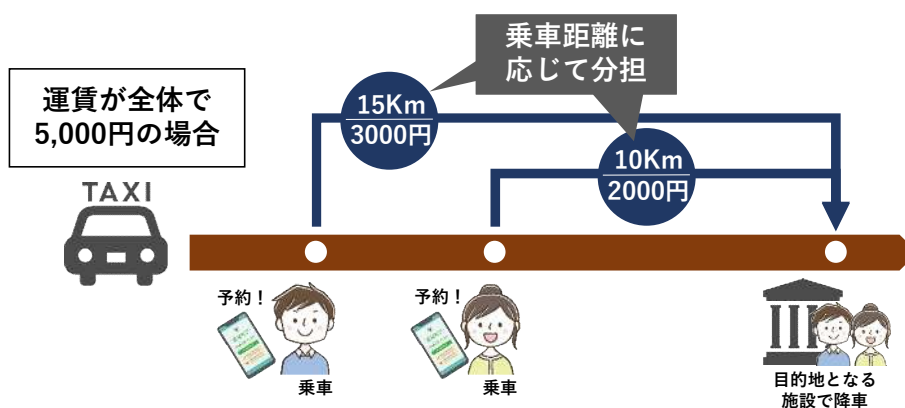 乗車距離に
応じて分担
運賃が全体で
5,000円の場合
15Km
3000円
10Km
2000円
TAXI
予約！
予約！
乗車
乗車
目的地となる
施設で降車